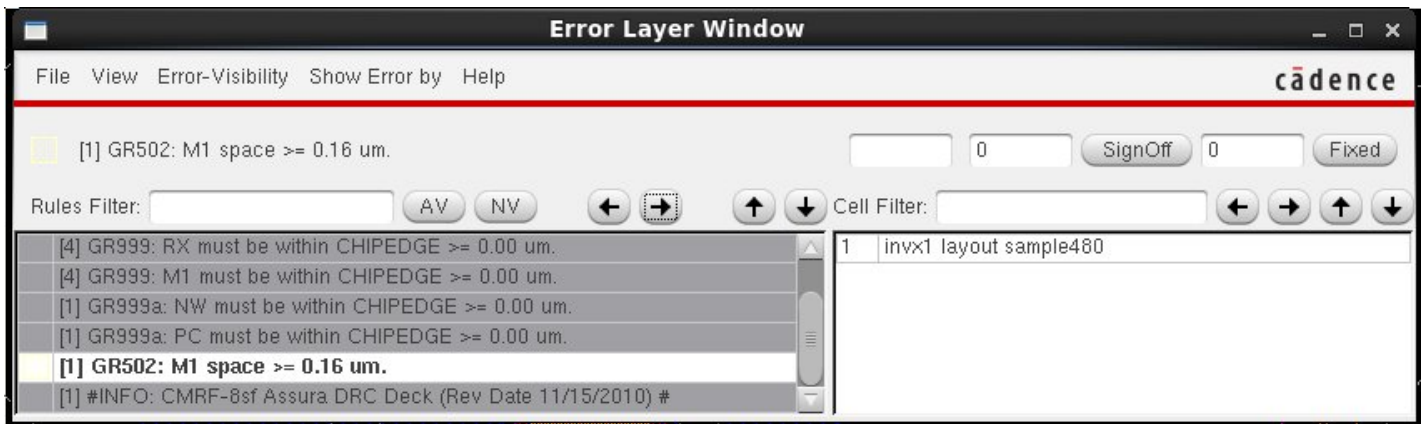 Error Layer Window
File View Error-Visibility Show Error by Help cādence
[1] GR502: M1 space >= 0.16 um. 0 SignOff 0 Fixed
Rules Filter: AV NV Cell Filter:
[4] GR999: RX must be within CHIPEDGE >= 0.00 um.
[4] GR999: M1 must be within CHIPEDGE >= 0.00 um.
[1] GR999a: NW must be within CHIPEDGE >= 0.00 um.
[1] GR999a: PC must be within CHIPEDGE >= 0.00 um.
[1] GR502: M1 space >= 0.16 um.
[1] #INFO: CMRF-8sf Assura DRC Deck (Rev Date 11/15/2010) #
1 invx1 layout sample480